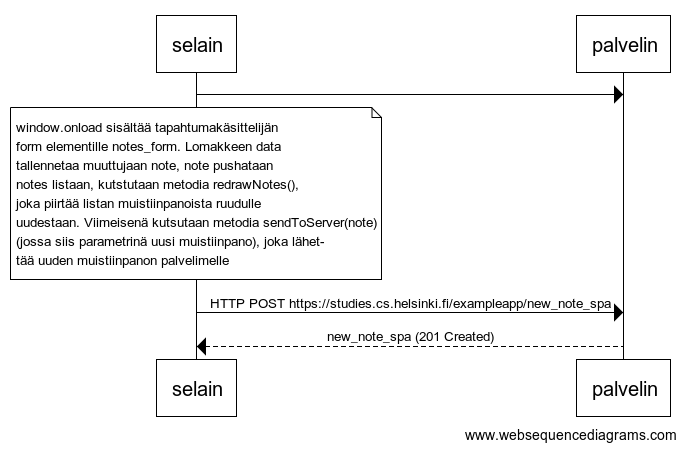 selain
palvelin
window.onload sisältää tapahtumakäsittelijän
form elementille notes_form. Lomakkeen data
tallennetaa muuttujaan note, note pushataan
notes listaan, kutstutaan metodia redrawNotes(),
joka piirtää listan muistiinpanoista ruudulle
uudestaan. Viimeisenä kutsutaan metodia sendToServer(note)
(jossa siis parametrinä uusi muistiinpano), joka lähet-
tää uuden muistiinpanon palvelimelle
HTTP POST https://studies.cs.helsinki.fi/exampleapp/new_note_spa
new_note_spa (201 Created)
selain
palvelin
www.websequencediagrams.com